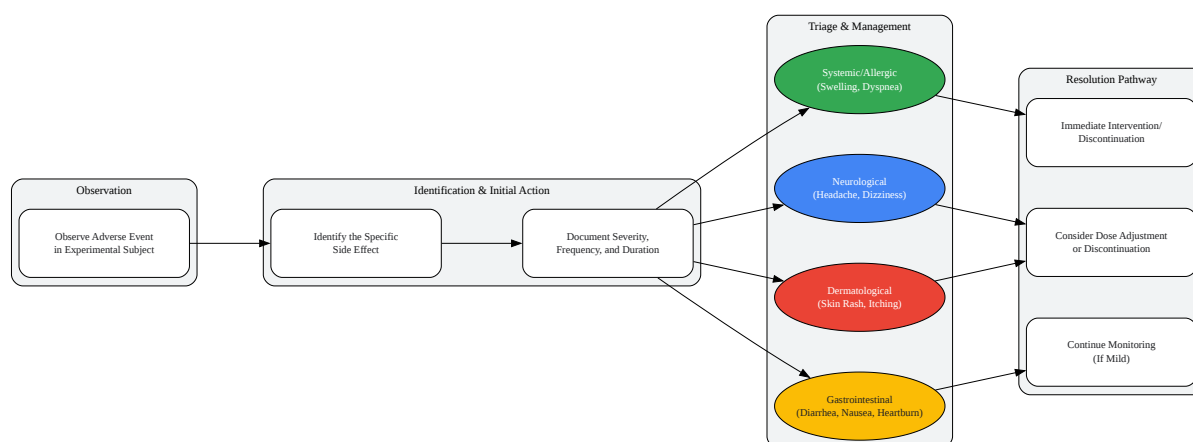 Observation
Observe Adverse Event
in Experimental Subject
Identification & Initial Action
Identify the Specific
Side Effect
Document Severity,
Frequency, and Duration
Triage & Management
Systemic/Allergic
(Swelling, Dyspnea)
Neurological
(Headache, Dizziness)
Dermatological
(Skin Rash, Itching)
Gastrointestinal
(Diarrhea, Nausea, Heartburn)
Resolution Pathway
Immediate Intervention/
Discontinuation
Consider Dose Adjustment
or Discontinuation
Continue Monitoring
(If Mild)